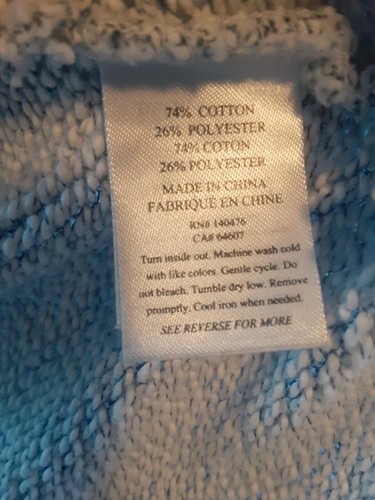 74% COTTON
26% POLYESTER
74% COTON
26% POLYESTER
MADE IN CHINA
FABRIQUÉ EN CHINE
RN# 140476
CA# 64607
Turn inside out. Machine wash cold
with like colors. Gentle cycle. Do
not bleach. Tumble dry low. Remove
promptly. Cool iron when needed.
SEE REVERSE FOR MORE